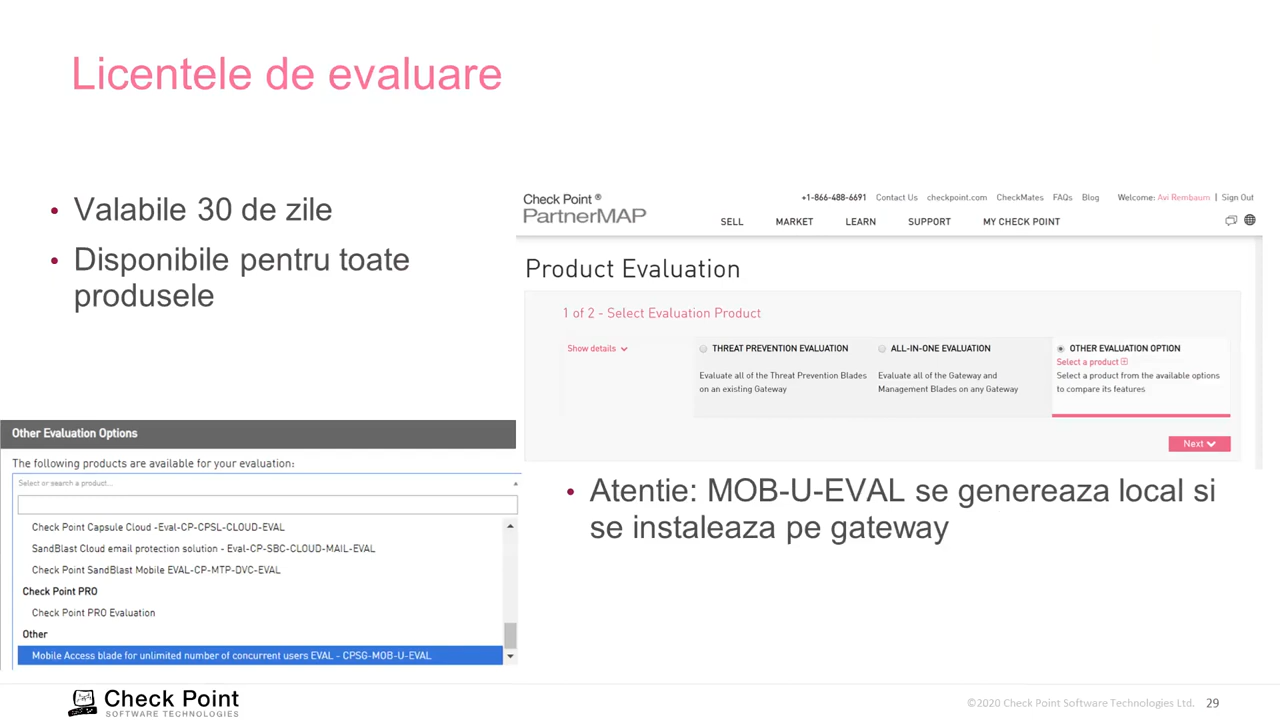 Licentele de evaluare
• Valabile 30 de zile
• Disponibile pentru toate
produsele
Check Point ®
PartnerMAP
+1-866-488-6691 Contact Us checkpoint.com CheckMates FAQs Blog Welcome: Avi Rembaum | Sign Out
SELL MARKET LEARN SUPPORT MY CHECK POINT
Product Evaluation
1 of 2 - Select Evaluation Product
Show details
THREAT PREVENTION EVALUATION
Evaluate all of the Threat Prevention Blades
on an existing Gateway
ALL-IN-ONE EVALUATION
Evaluate all of the Gateway and
Management Blades on any Gateway
OTHER EVALUATION OPTION
Select a product
Select a product from the available options
to compare its features
Next
Other Evaluation Options
The following products are available for your evaluation:
Select or search a product...
Check Point Capsule Cloud -Eval-CP-CPSL-CLOUD-EVAL
SandBlast Cloud email protection solution - Eval-CP-SBC-CLOUD-MAIL-EVAL
Check Point SandBlast Mobile EVAL-CP-MTP-DVC-EVAL
Check Point PRO
Check Point PRO Evaluation
Other
Mobile Access blade for unlimited number of concurrent users EVAL - CPSG-MOB-U-EVAL
• Atentie: MOB-U-EVAL se genereaza local si
se instaleaza pe gateway
Check Point
SOFTWARE TECHNOLOGIES
©2020 Check Point Software Technologies Ltd. 29